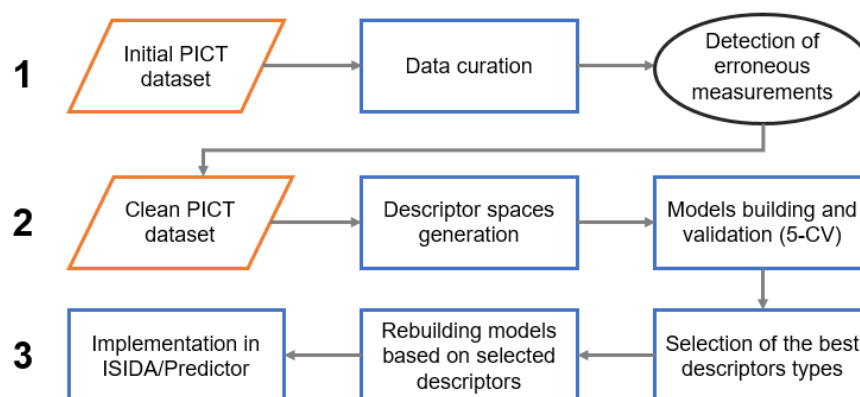 1
Initial PICT
dataset
Data curation
Detection of
erroneous
measurements
2
Clean PICT
dataset
Descriptor spaces
generation
Models building and
validation (5-CV)
3
Implementation in
ISIDA/Predictor
Rebuilding models
based on selected
descriptors
Selection of the best
descriptors types